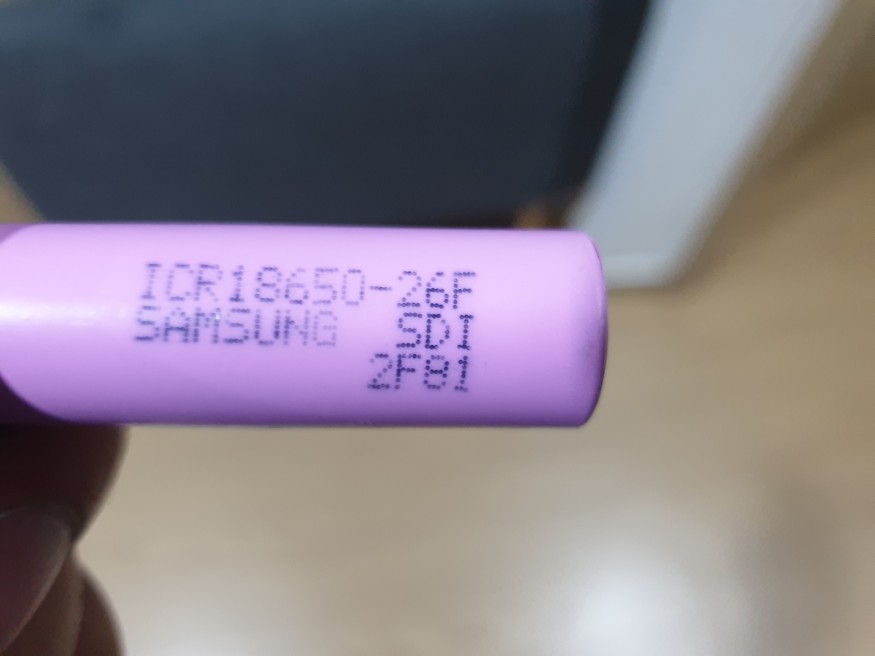 ICR18650-26F
SAMSUNG SDI
2F81